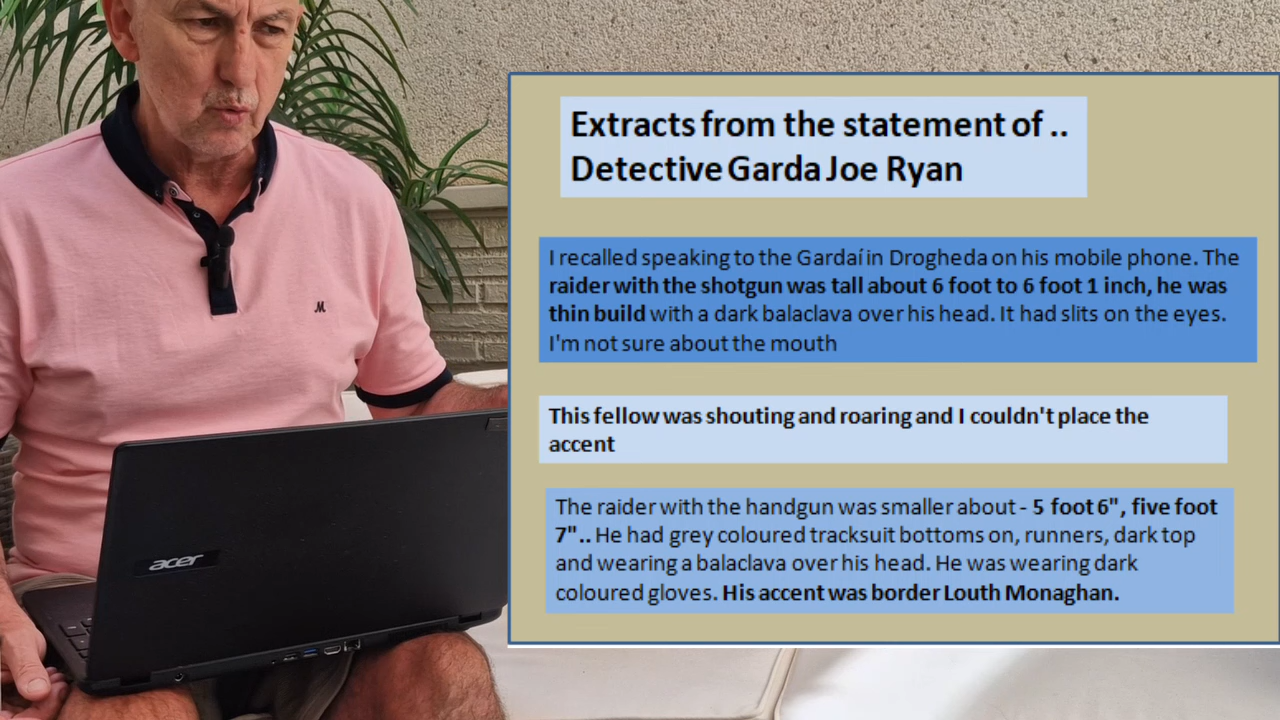 Extracts from the statement of ..
Detective Garda Joe Ryan
I recalled speaking to the Gardaí in Drogheda on his mobile phone. The
raider with the shotgun was tall about 6 foot to 6 foot 1 inch, he was
thin build with a dark balaclava over his head. It had slits on the eyes.
I'm not sure about the mouth
This fellow was shouting and roaring and I couldn't place the
accent
The raider with the handgun was smaller about - 5 foot 6", five foot
7".. He had grey coloured tracksuit bottoms on, runners, dark top
and wearing a balaclava over his head. He was wearing dark
coloured gloves. His accent was border Louth Monaghan.
M
acer